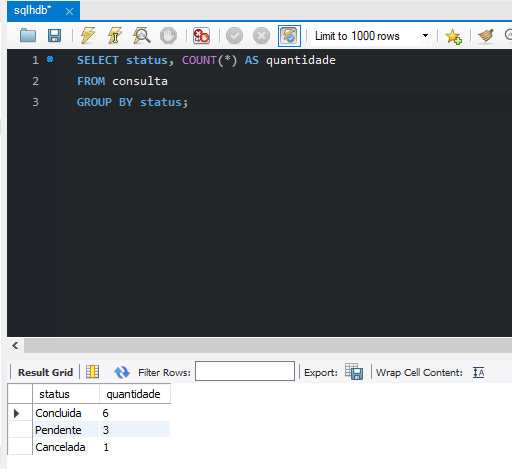 sqlhdb*
Limit to 1000 rows
1 SELECT status, COUNT(*) AS quantidade
2 FROM consulta
3 GROUP BY status;
Result Grid Filter Rows: Export: Wrap Cell Content:
status quantidade
Concluida 6
Pendente 3
Cancelada 1